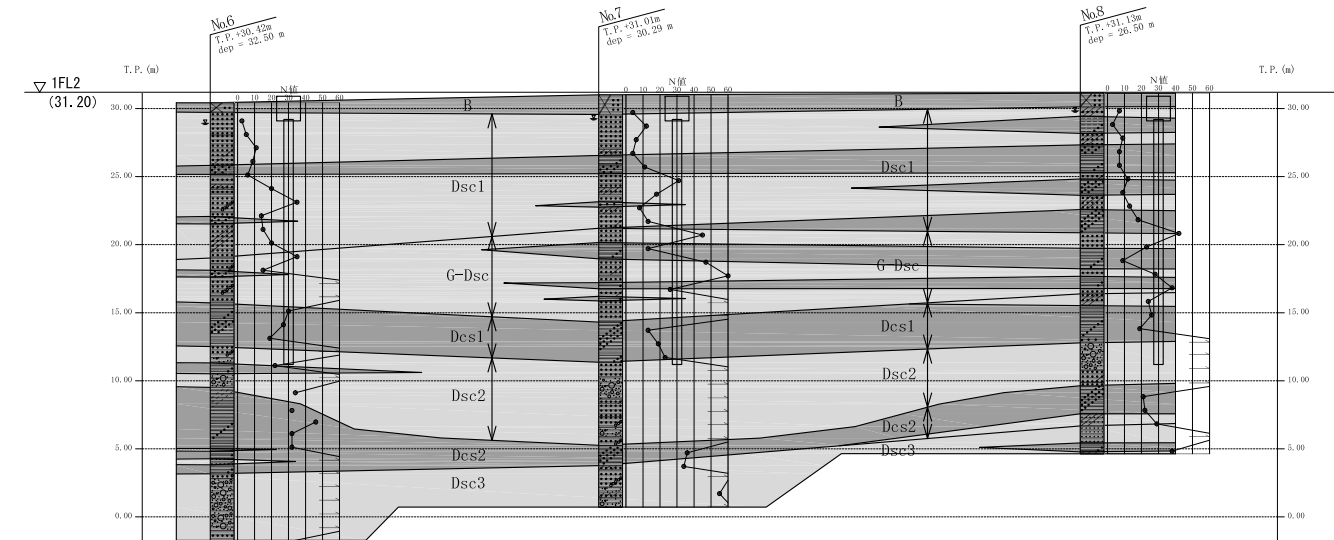 No.6
T.P.+30.42m
dep = 32.50 m
No.7
T.P.+31.01m
dep = 30.29 m
No.8
T.P.+31.13m
dep = 26.50 m
T.P.(m)
T.P.(m)
1FL2
(31.20)
N値
N値
N値
0 10 20 30 40 50 60
0 10 20 30 40 50 60
0 10 20 30 40 50 60
30.00
B
B
30.00
Dsc1
Dsc1
25.00
25.00
20.00
20.00
G-Dsc
G-Dsc
15.00
15.00
Dcs1
Dcs1
10.00
10.00
Dsc2
Dsc2
Dcs2
Dcs2
5.00
5.00
Dsc3
Dsc3
0.00
0.00